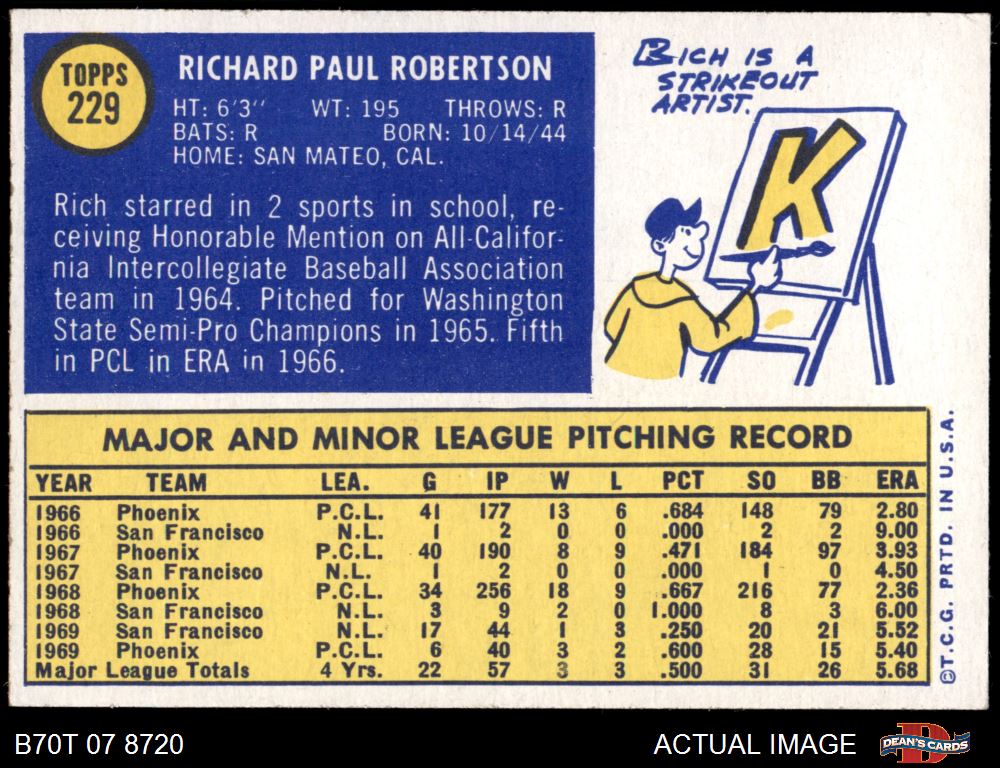 TOPPS
229
RICHARD PAUL ROBERTSON
HT: 6'3" WT: 195 THROWS: R
BATS: R BORN: 10/14/44
HOME: SAN MATEO, CAL.
Rich starred in 2 sports in school, re-
ceiving Honorable Mention on All-Califor-
nia Intercollegiate Baseball Association
team in 1964. Pitched for Washington
State Semi-Pro Champions in 1965. Fifth
in PCL in ERA in 1966.
RICH IS A
STRIKEOUT
ARTIST.
K
MAJOR AND MINOR LEAGUE PITCHING RECORD
YEAR TEAM LEA. G IP W L PCT SO BB ERA
1966 Phoenix P.C.L. 41 177 13 6 .684 148 79 2.80
1966 San Francisco N.L. 1 2 0 0 .000 2 2 9.00
1967 Phoenix P.C.L. 40 190 8 9 .471 184 97 3.93
1967 San Francisco N.L. 1 2 0 0 .000 1 0 4.50
1968 Phoenix P.C.L. 34 256 18 9 .667 216 77 2.36
1968 San Francisco N.L. 3 9 2 0 1.000 8 3 6.00
1969 San Francisco N.L. 17 44 1 3 .250 20 21 5.52
1969 Phoenix P.C.L. 6 40 3 2 .600 28 15 5.40
Major League Totals 4 Yrs. 22 57 3 3 .500 31 26 5.68
©T.C.G. PRTD. IN U.S.A.
B70T 07 8720
ACTUAL IMAGE
D
DEAN'S CARDS